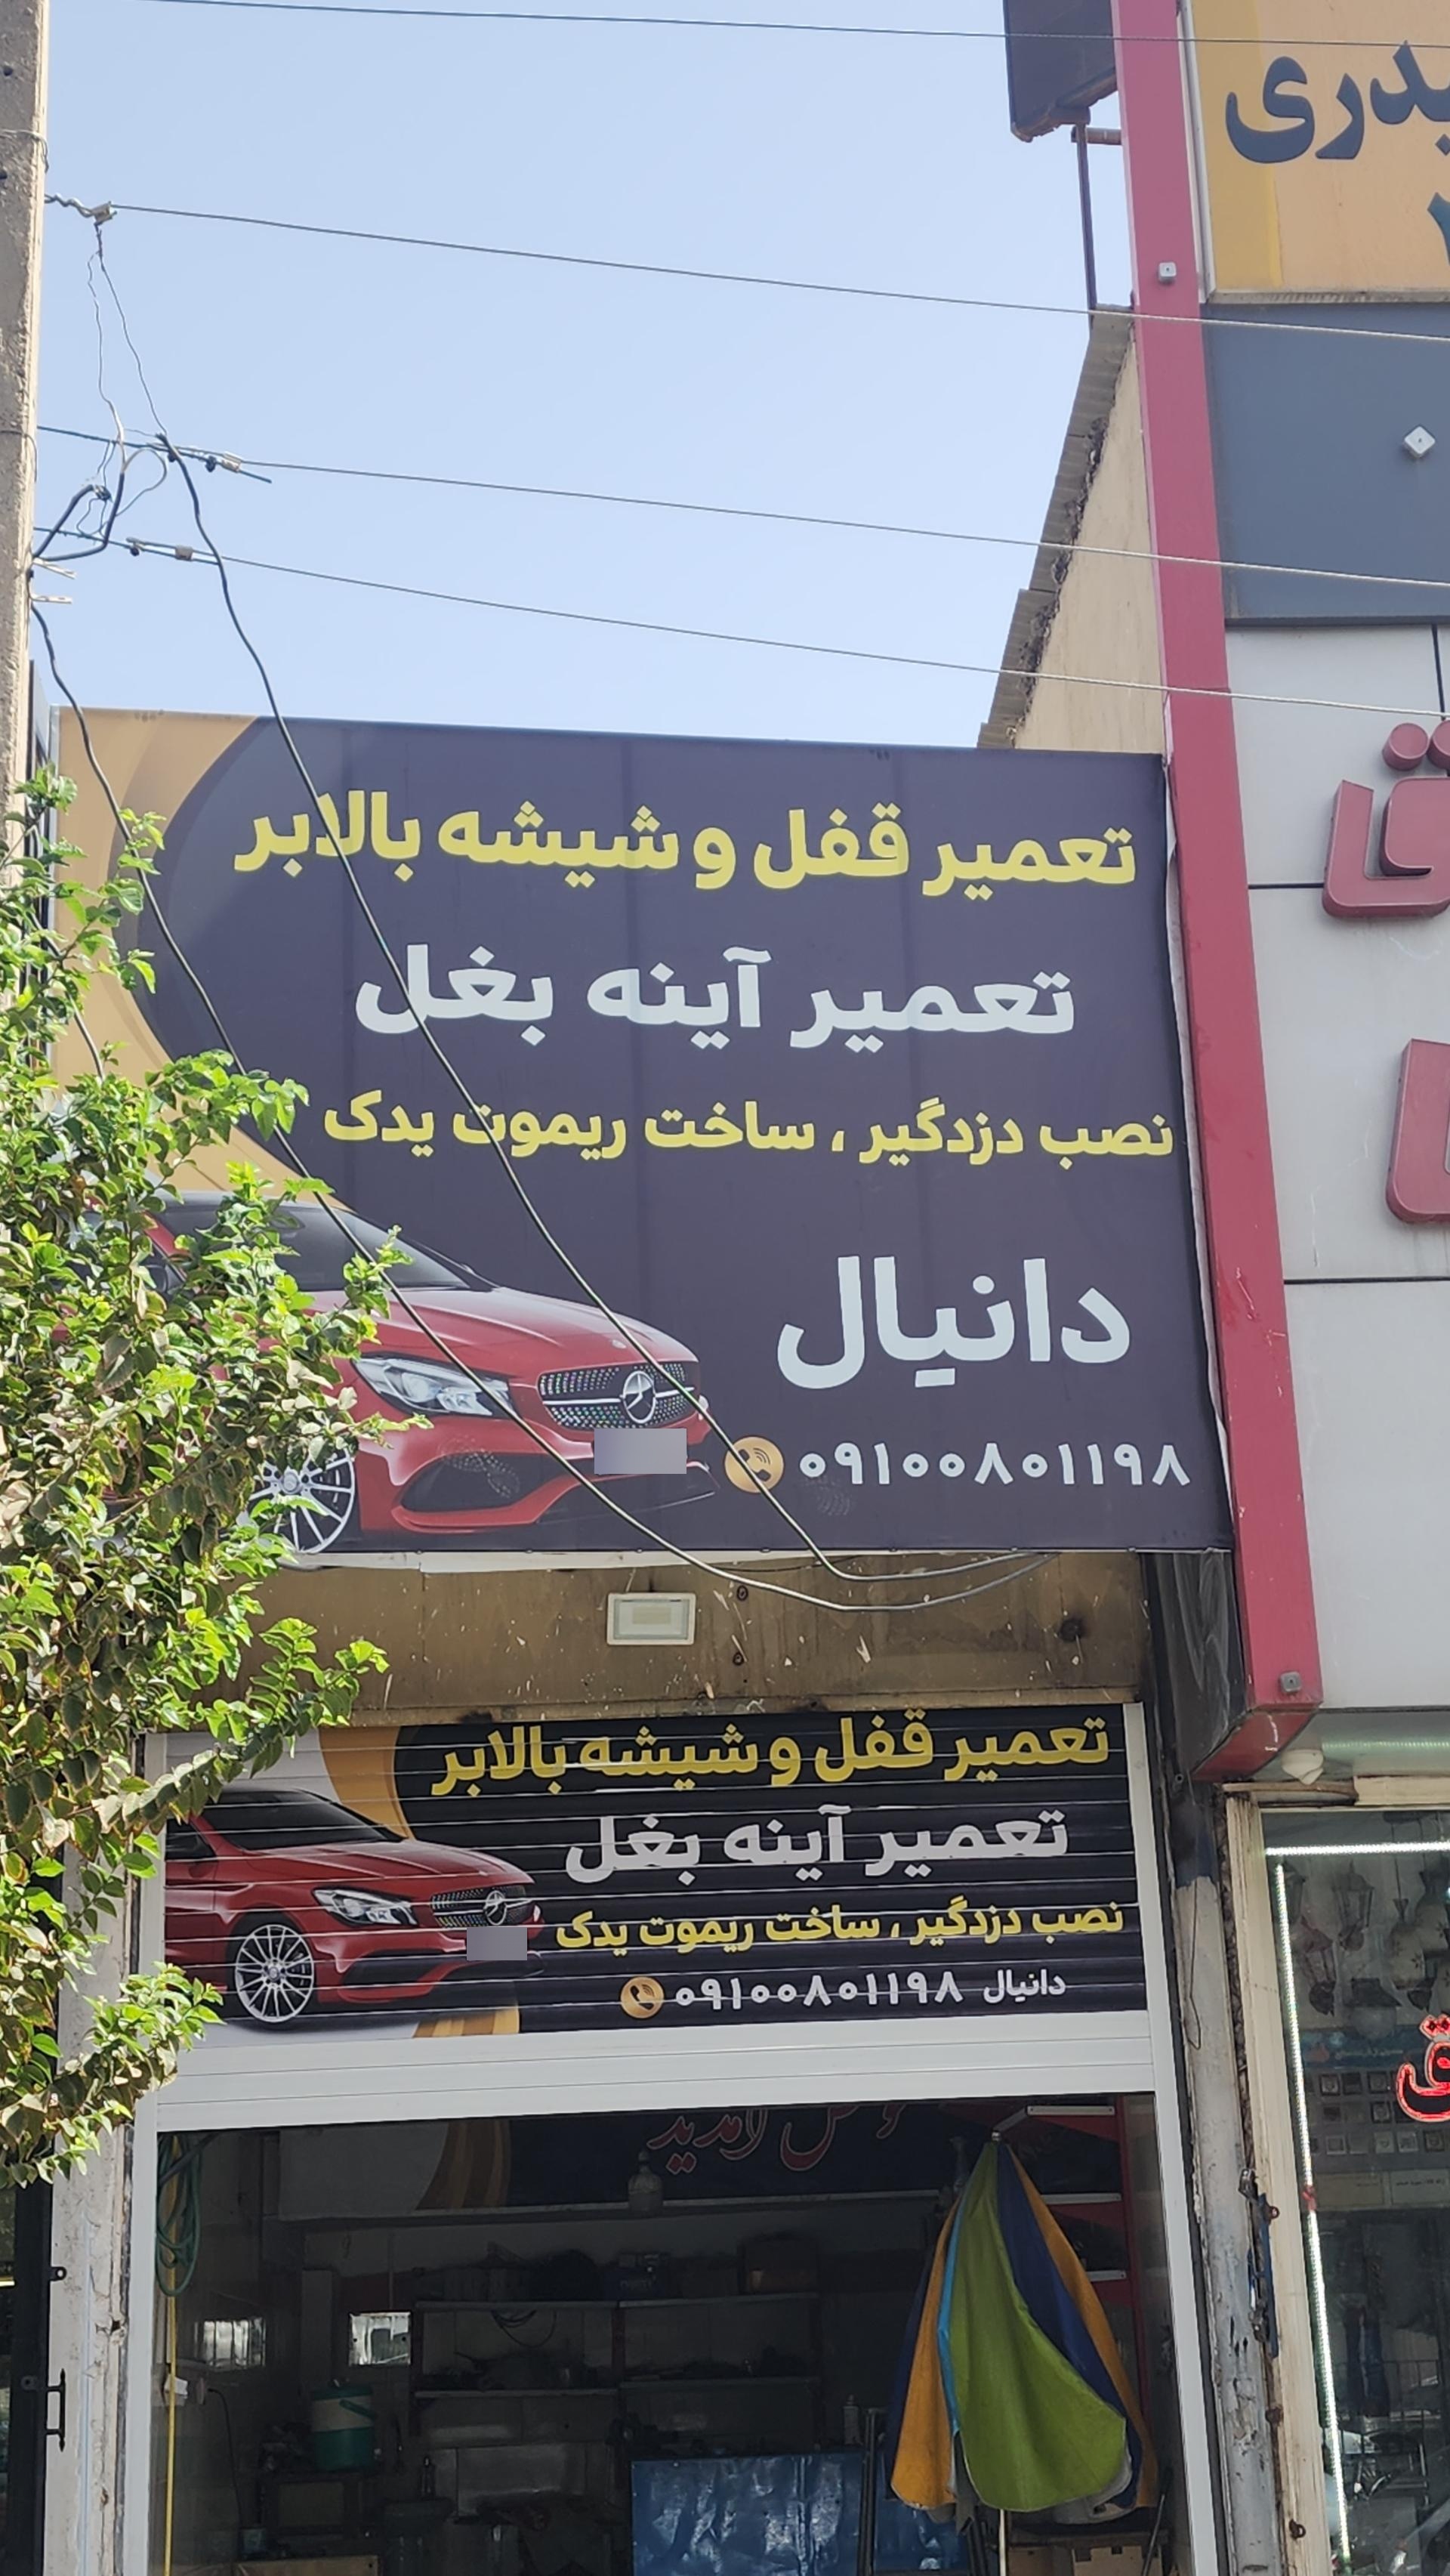 تعمیر قفل و شیشه بالابر
تعمیر آینه بغل
نصب دزدگیر ، ساخت ریموت یدک
دانیال
۰۹۱۰۰۸۰۱۱۹۸
تعمیر قفل و شیشه بالابر
تعمیر آینه بغل
نصب دزدگیر ، ساخت ریموت یدک
دانیال ۰۹۱۰۰۸۰۱۱۹۸